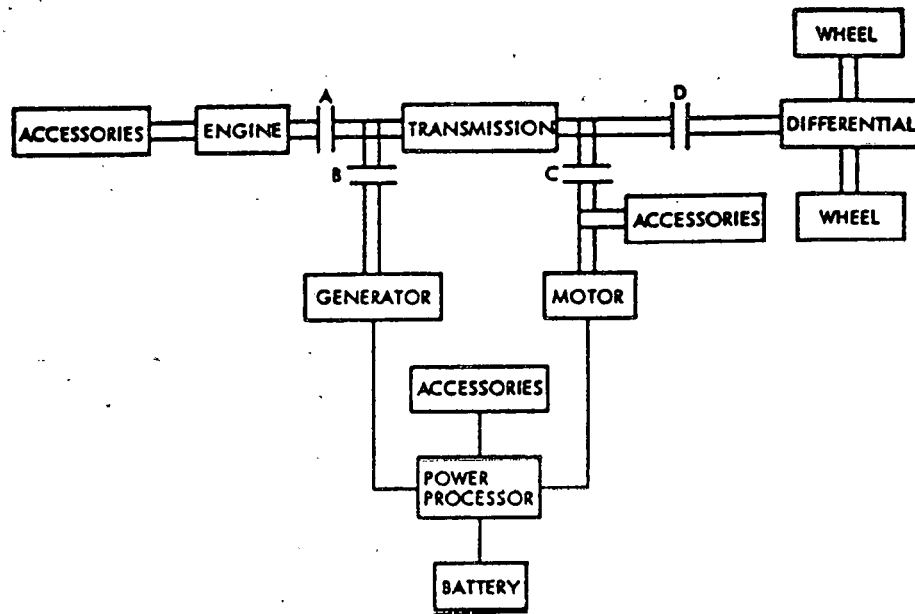 WHEEL
A
D
ACCESSORIES
ENGINE
TRANSMISSION
DIFFERENTIAL
B
C
ACCESSORIES
WHEEL
GENERATOR
MOTOR
ACCESSORIES
POWER
PROCESSOR
BATTERY